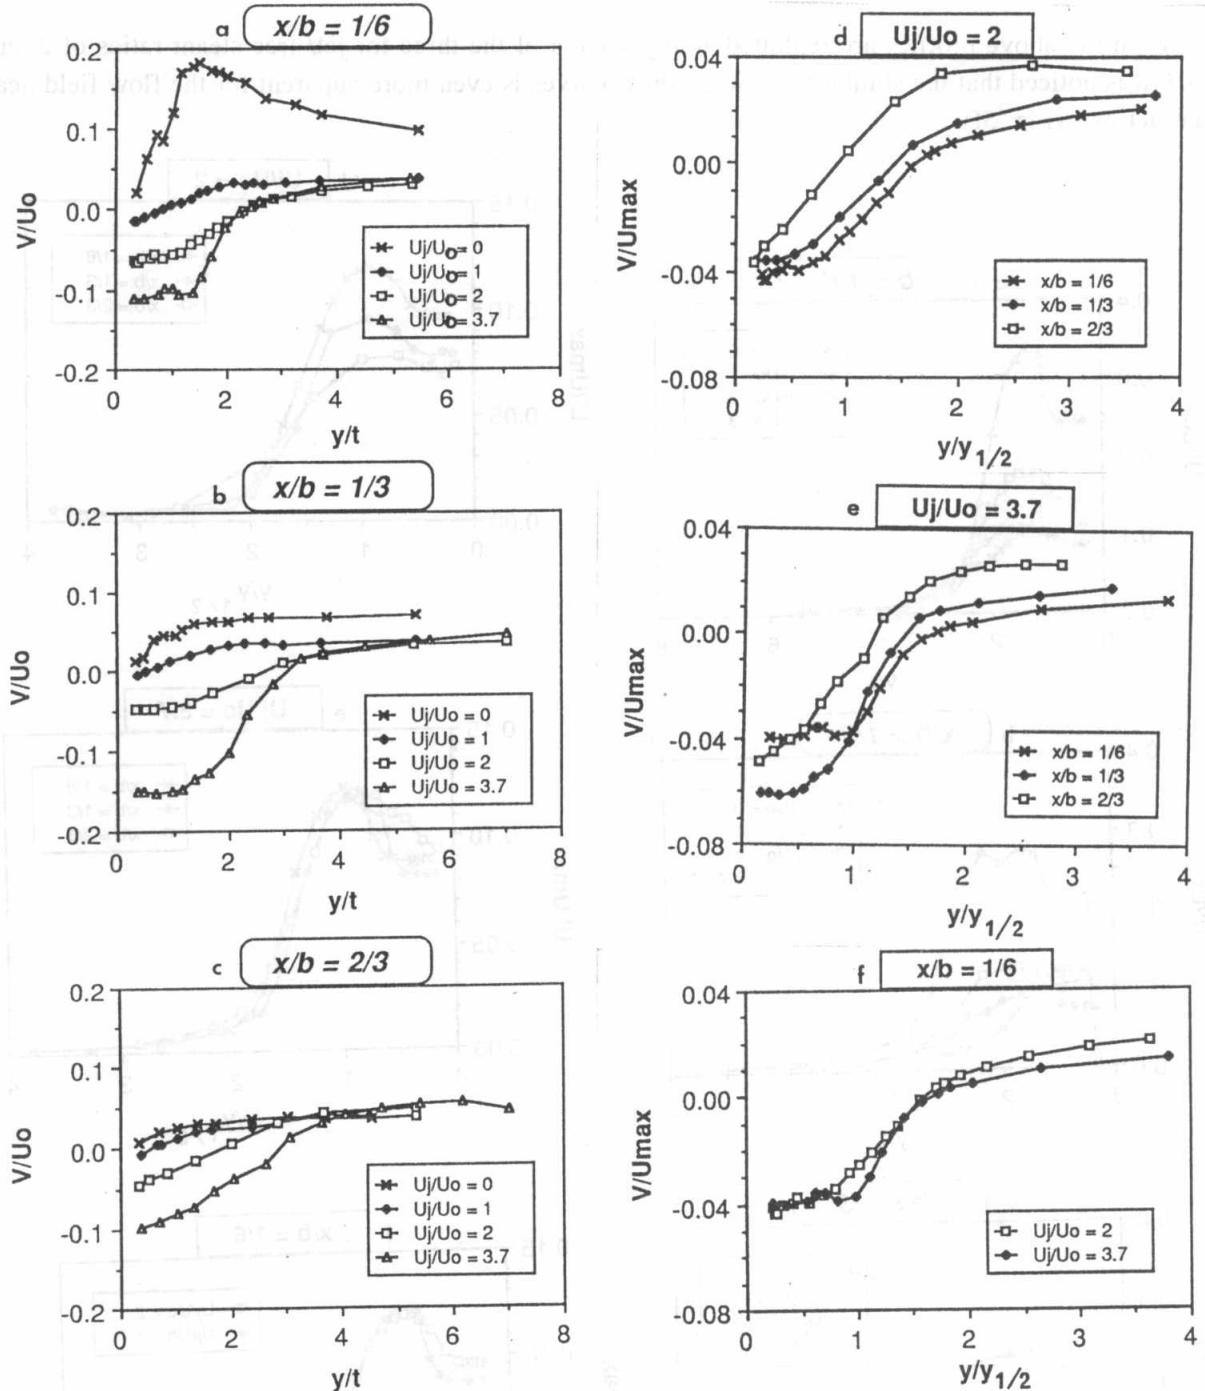 a x/b = 1/6
0.2
0.1
0.0
-0.1
-0.2
V/Uo
Uj/Uo= 0
Uj/Uo= 1
Uj/Uo= 2
Uj/Uo= 3.7
0 2 4 6 8
y/t
b x/b = 1/3
0.2
0.1
0.0
-0.1
-0.2
V/Uo
Uj/Uo = 0
Uj/Uo = 1
Uj/Uo = 2
Uj/Uo = 3.7
0 2 4 6 8
y/t
c x/b = 2/3
0.2
0.1
0.0
-0.1
-0.2
V/Uo
Uj/Uo = 0
Uj/Uo = 1
Uj/Uo = 2
Uj/Uo = 3.7
0 2 4 6 8
y/t
d Uj/Uo = 2
0.04
0.00
-0.04
-0.08
V/Umax
x/b = 1/6
x/b = 1/3
x/b = 2/3
0 1 2 3 4
y/y1/2
e Uj/Uo = 3.7
0.04
0.00
-0.04
-0.08
V/Umax
x/b = 1/6
x/b = 1/3
x/b = 2/3
0 1 2 3 4
y/y1/2
f x/b = 1/6
0.04
0.00
-0.04
-0.08
V/Umax
Uj/Uo = 2
Uj/Uo = 3.7
0 1 2 3 4
y/y1/2